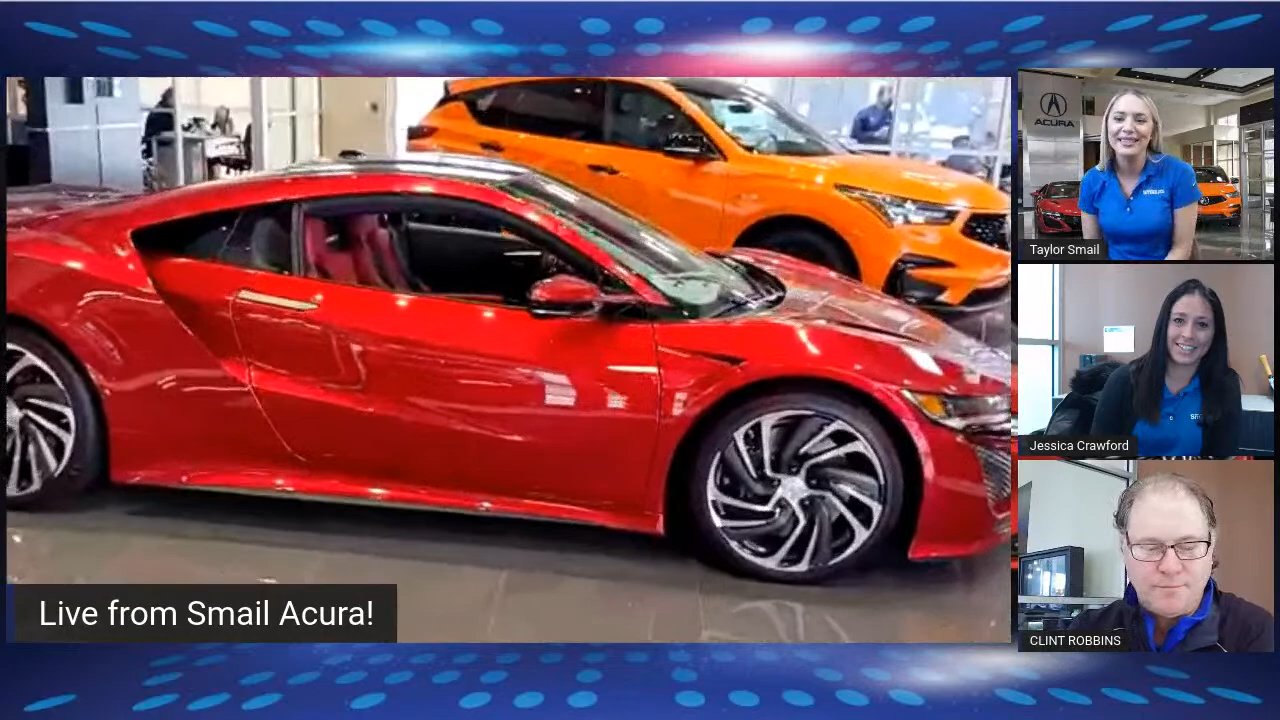 Live from Smail Acura!
ACURA
Taylor Smail
Jessica Crawford
CLINT ROBBINS